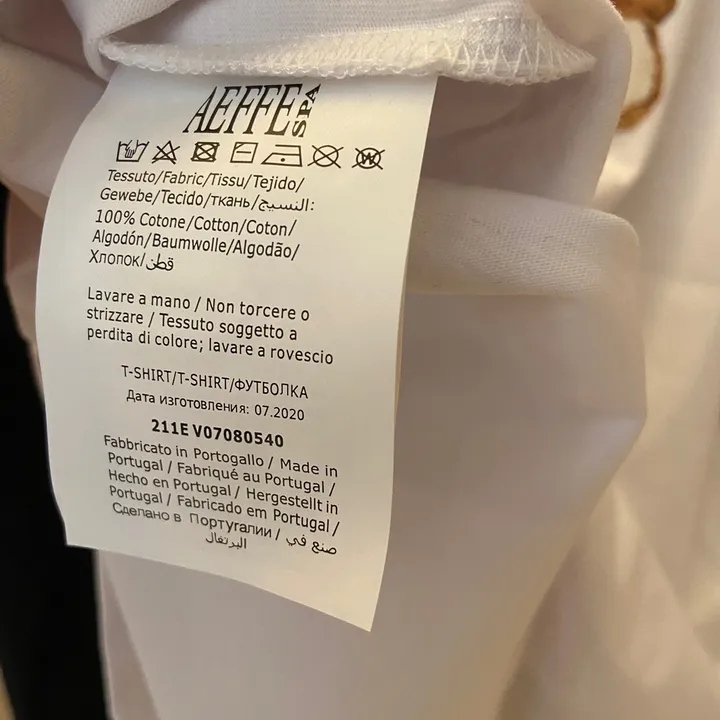 AEFFE SPA
W
Tessuto/Fabric/Tissu/Tejido/
Gewebe/Tecido/ткань/النسيج:
100% Cotone/Cotton/Coton/
Algodón/Baumwolle/Algodão/
Хлопок/قطن
Lavare a mano / Non torcere o
strizzare / Tessuto soggetto a
perdita di colore; lavare a rovescio
T-SHIRT/T-SHIRT/ФУТБОЛКА
Дата изготовления: 07.2020
211E V07080540
Fabbricato in Portogallo / Made in
Portugal / Fabriqué au Portugal /
Hecho en Portugal / Hergestellt in
Portugal / Fabricado em Portugal /
Сделано в Португалии / صنع في
البرتغال